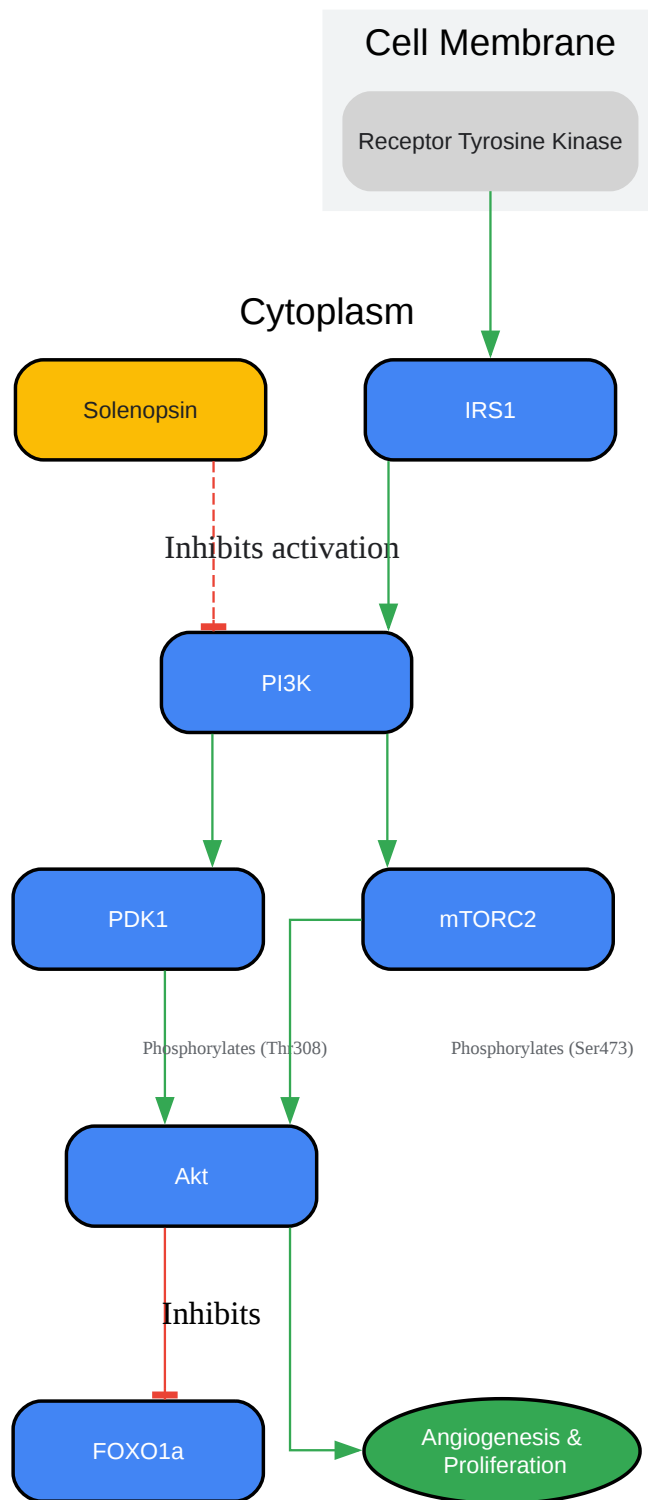 Cell Membrane
Receptor Tyrosine Kinase
Cytoplasm
Solenopsin
IRS1
Inhibits activation
PI3K
PDK1
mTORC2
Phosphorylates (Thr308)
Phosphorylates (Ser473)
Akt
Inhibits
FOXO1a
Angiogenesis &
Proliferation